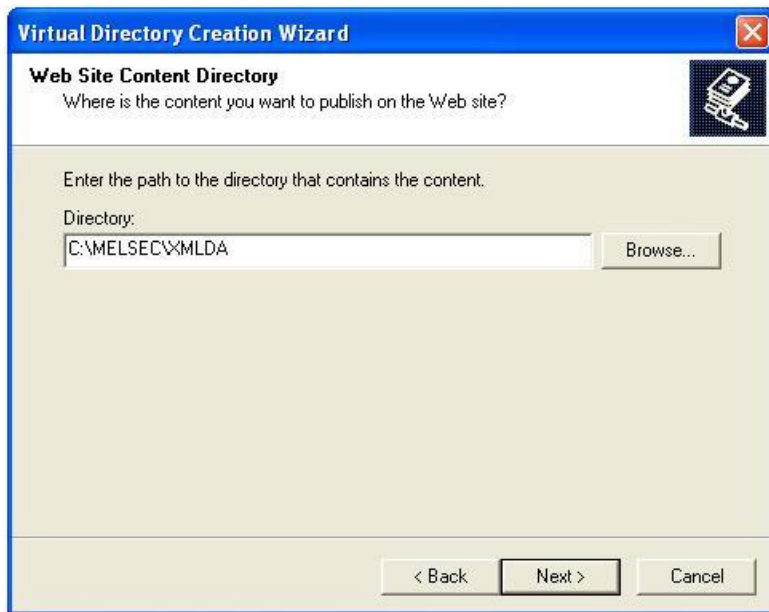 Virtual Directory Creation Wizard
Web Site Content Directory
Where is the content you want to publish on the Web site?
Enter the path to the directory that contains the content.
Directory:
C:\MELSEC\XMLDA
Browse...
< Back
Next >
Cancel